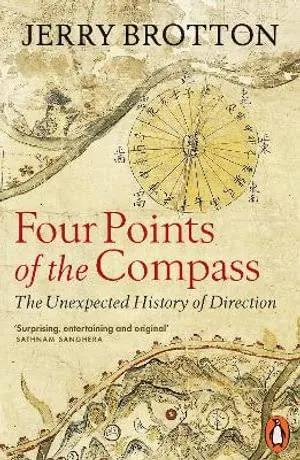 JERRY BROTTON
Four Points
of the Compass
The Unexpected History of Direction
‘Surprising, entertaining and original’
SATHNAM SANGHERA